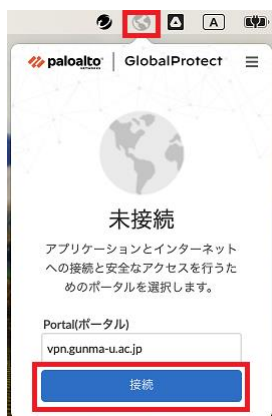 A
paloalto GlobalProtect
未接続
アプリケーションとインターネット
への接続と安全なアクセスを行うた
めのポータルを選択します。
Portal(ポータル)
vpn.gunma-u.ac.jp
接続